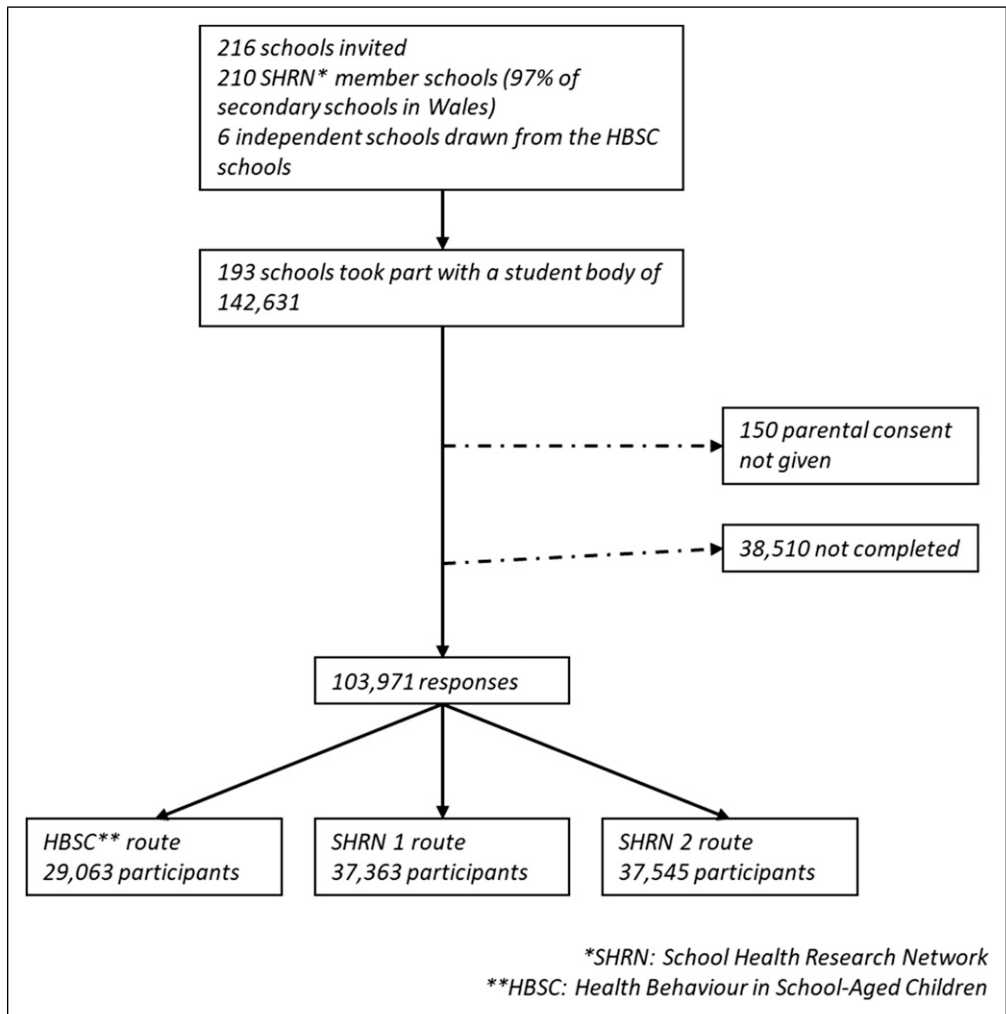 216 schools invited
210 SHRN* member schools (97% of
secondary schools in Wales)
6 independent schools drawn from the HBSC
schools
193 schools took part with a student body of
142,631
150 parental consent
not given
38,510 not completed
103,971 responses
HBSC** route
29,063 participants
SHRN 1 route
37,363 participants
SHRN 2 route
37,545 participants
*SHRN: School Health Research Network
**HBSC: Health Behaviour in School-Aged Children